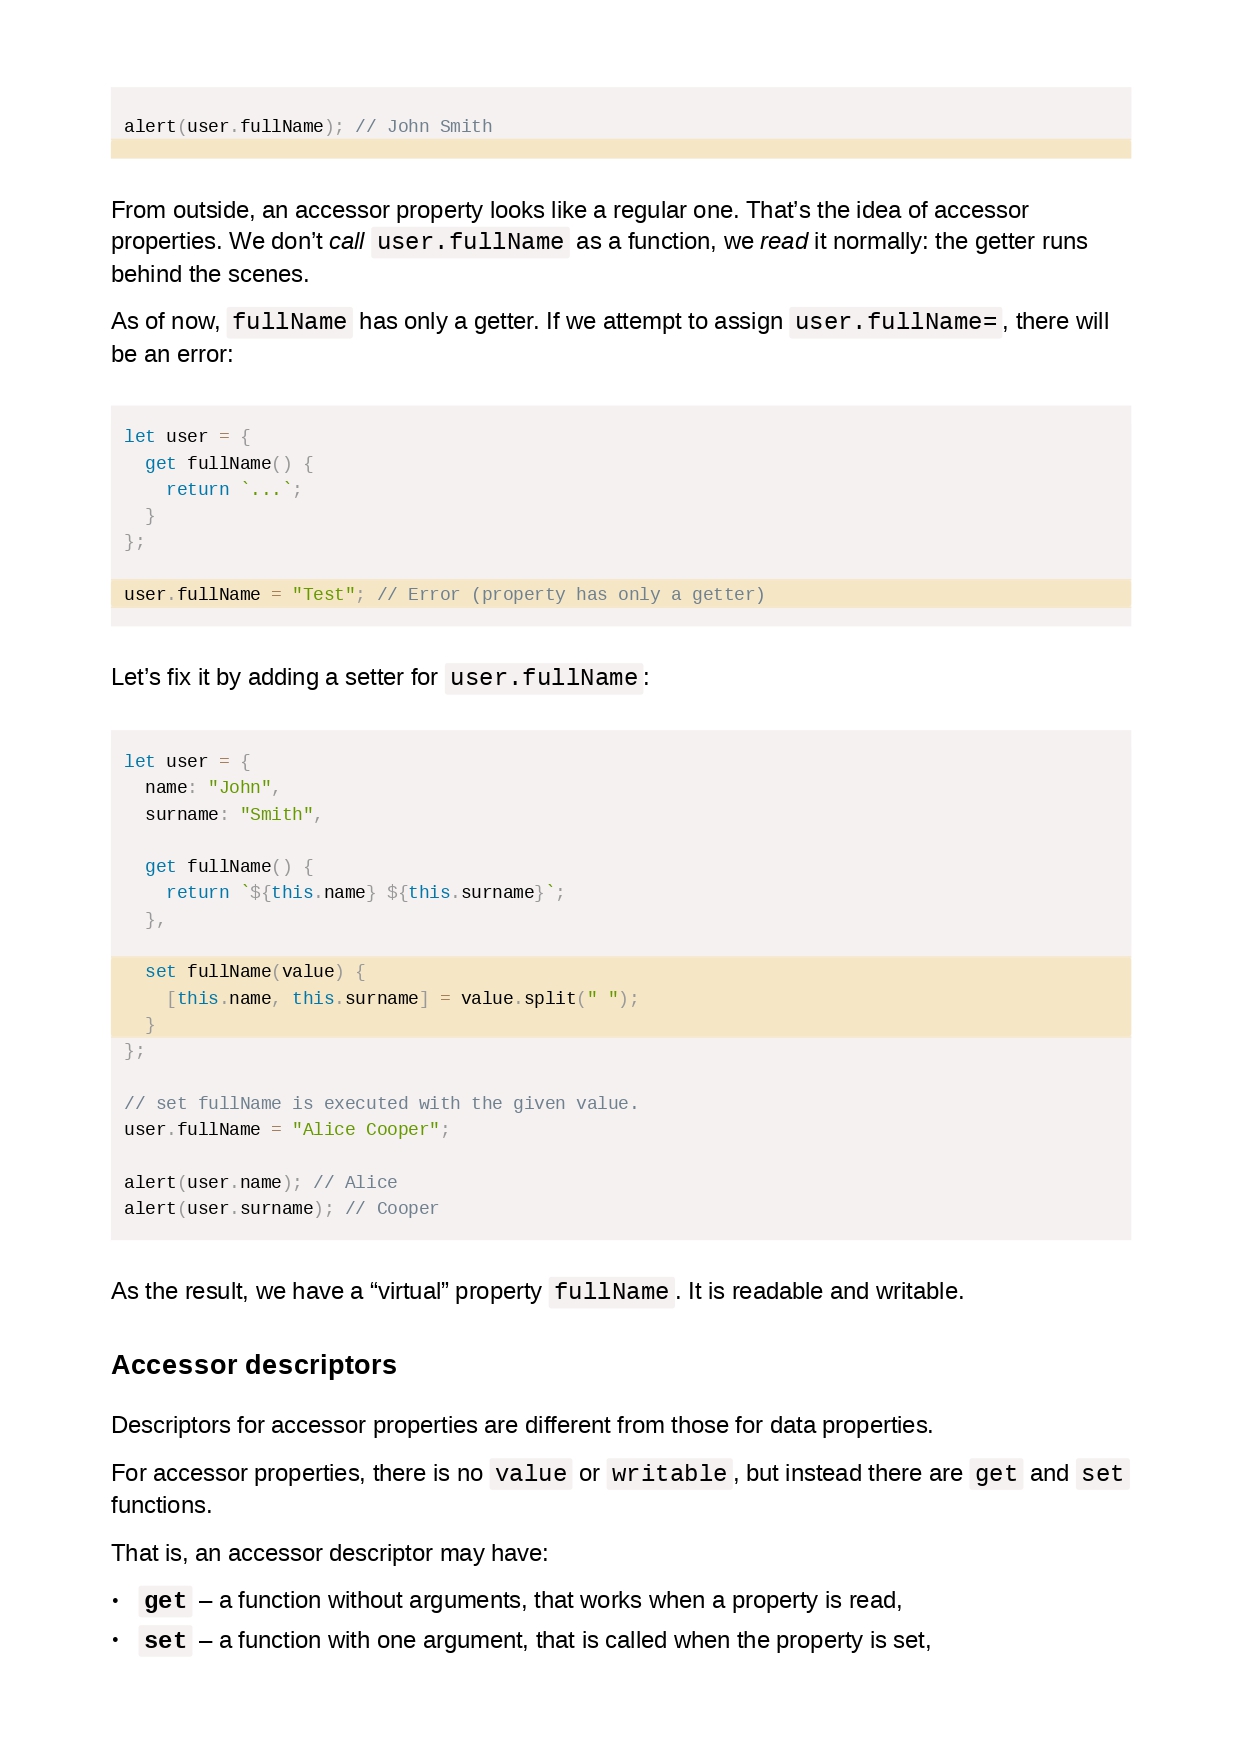 alert(user.fullName); // John Smith
From outside, an accessor property looks like a regular one. That’s the idea of accessor
properties. We don’t call user.fullName as a function, we read it normally: the getter runs
behind the scenes.
As of now, fullName has only a getter. If we attempt to assign user.fullName=, there will
be an error:
let user = {
  get fullName() {
    return `...`;
  }
};
user.fullName = "Test"; // Error (property has only a getter)
Let’s fix it by adding a setter for user.fullName:
let user = {
  name: "John",
  surname: "Smith",
  get fullName() {
    return `${this.name} ${this.surname}`;
  },
  set fullName(value) {
    [this.name, this.surname] = value.split(" ");
  }
};
// set fullName is executed with the given value.
user.fullName = "Alice Cooper";
alert(user.name); // Alice
alert(user.surname); // Cooper
As the result, we have a “virtual” property fullName. It is readable and writable.
Accessor descriptors
Descriptors for accessor properties are different from those for data properties.
For accessor properties, there is no value or writable, but instead there are get and set
functions.
That is, an accessor descriptor may have:
• get – a function without arguments, that works when a property is read,
• set – a function with one argument, that is called when the property is set,